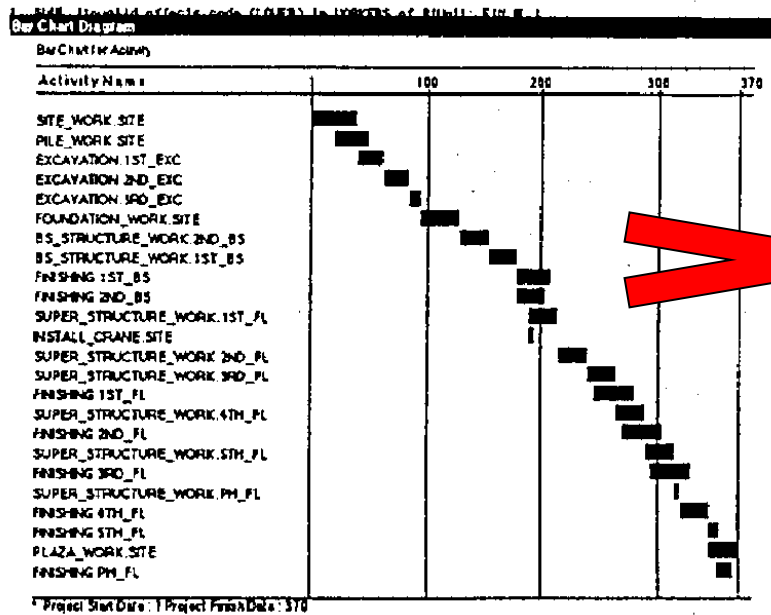 Bar Chart Diagram
Bar Chart for Activity
Activity Name 1 100 200 300 370
SITE_WORK.SITE
PILE_WORK.SITE
EXCAVATION.1ST_EXC
EXCAVATION.2ND_EXC
EXCAVATION.3RD_EXC
FOUNDATION_WORK.SITE
BS_STRUCTURE_WORK.2ND_BS
BS_STRUCTURE_WORK.1ST_BS
FINISHING.1ST_BS
FINISHING.2ND_BS
SUPER_STRUCTURE_WORK.1ST_FL
INSTALL_CRANE.SITE
SUPER_STRUCTURE_WORK.2ND_FL
SUPER_STRUCTURE_WORK.3RD_FL
FINISHING.1ST_FL
SUPER_STRUCTURE_WORK.4TH_FL
FINISHING.2ND_FL
SUPER_STRUCTURE_WORK.5TH_FL
FINISHING.3RD_FL
SUPER_STRUCTURE_WORK.PH_FL
FINISHING.4TH_FL
FINISHING.5TH_FL
PLAZA_WORK.SITE
FINISHING.PH_FL
* Project Start Date : 1 Project Finish Date : 370